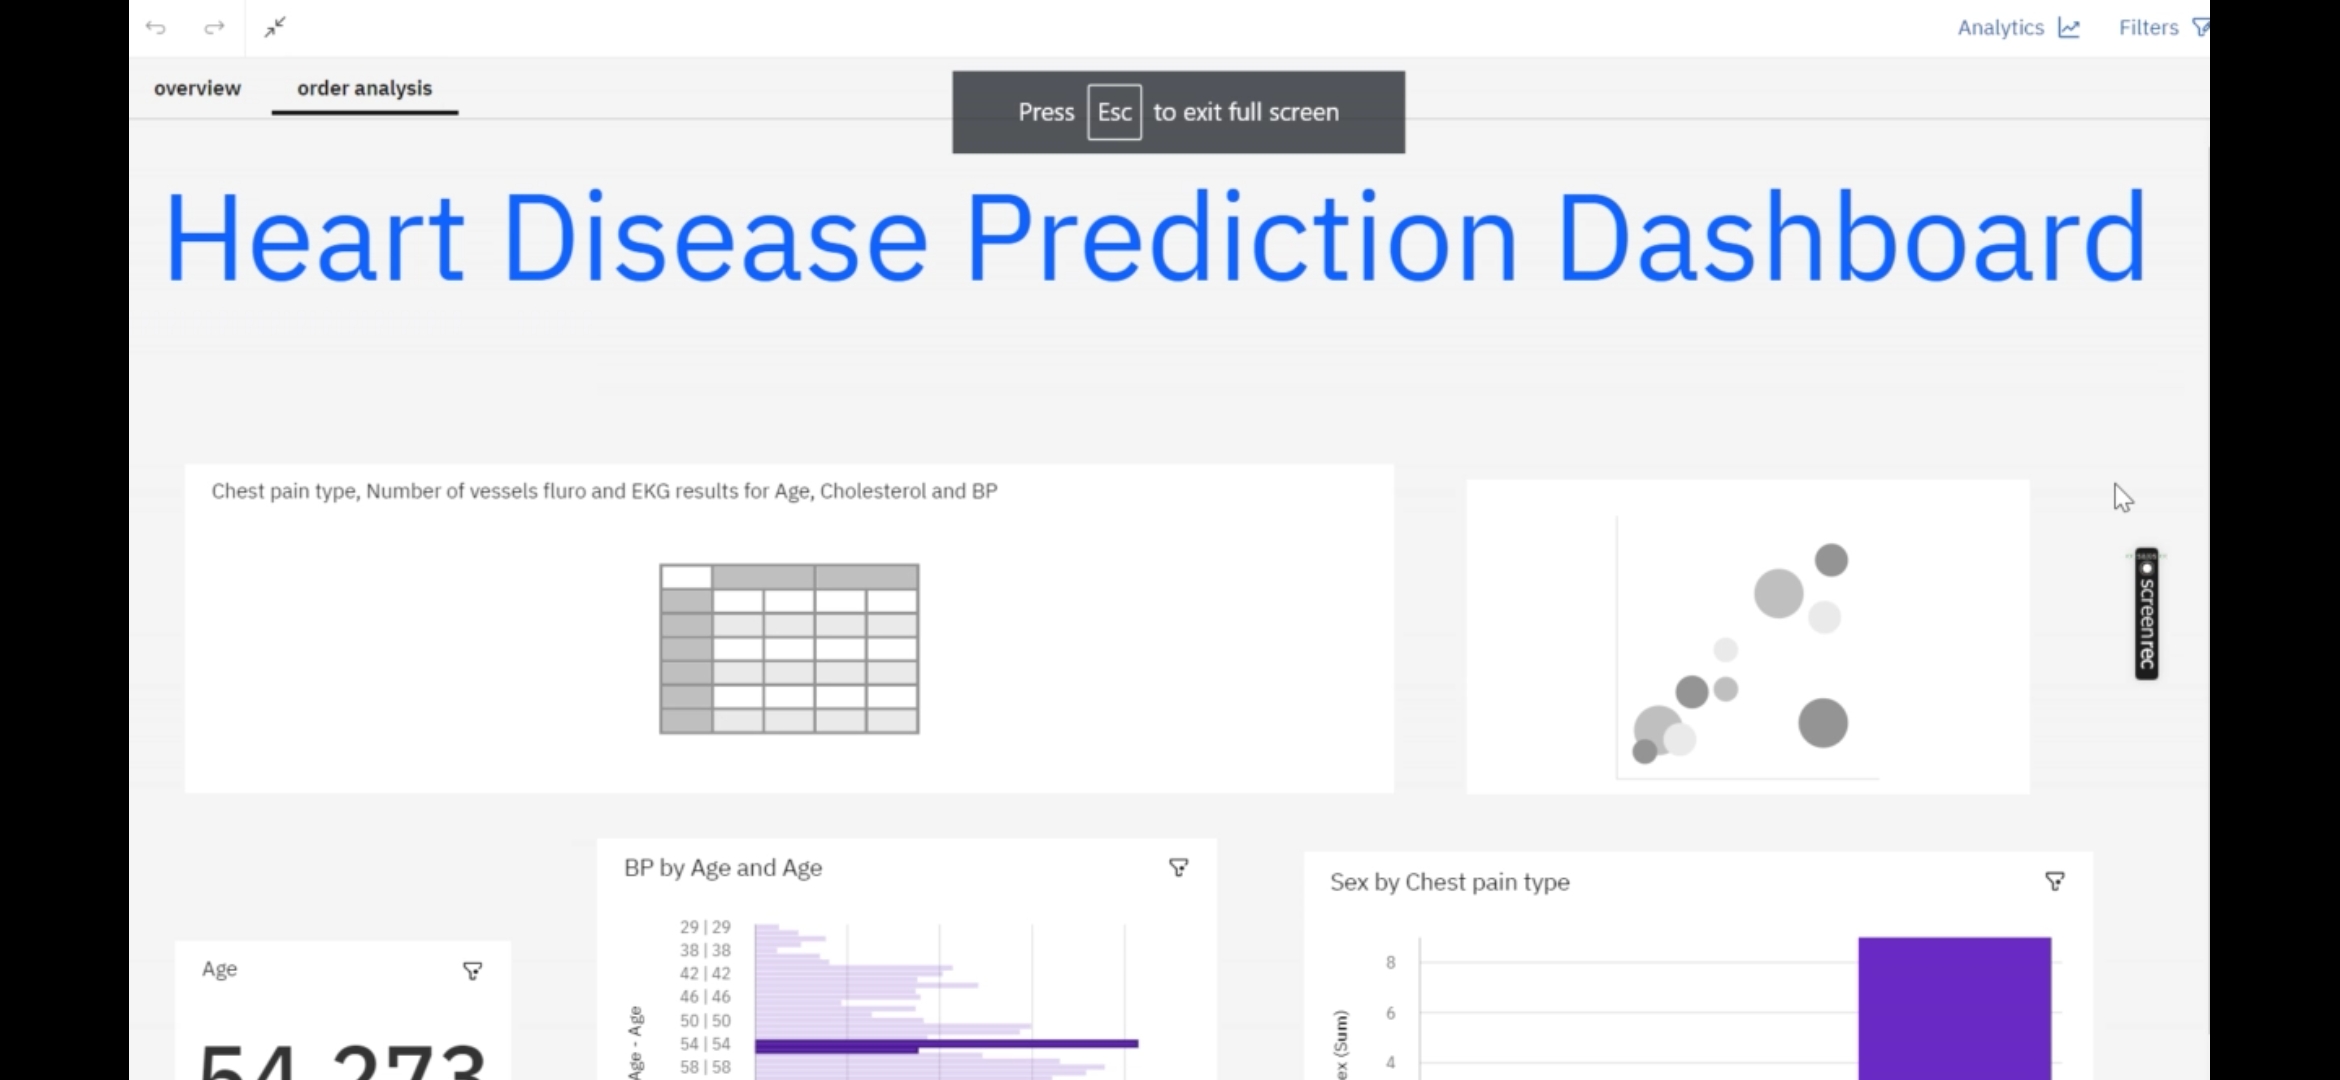 Analytics
Filters
overview
order analysis
Press Esc to exit full screen
Heart Disease Prediction Dashboard
Chest pain type, Number of vessels fluro and EKG results for Age, Cholesterol and BP
screenrec
BP by Age and Age
Sex by Chest pain type
Age
54.273
Age - Age
29 | 29
38 | 38
42 | 42
46 | 46
50 | 50
54 | 54
58 | 58
ex (Sum)
8
6
4